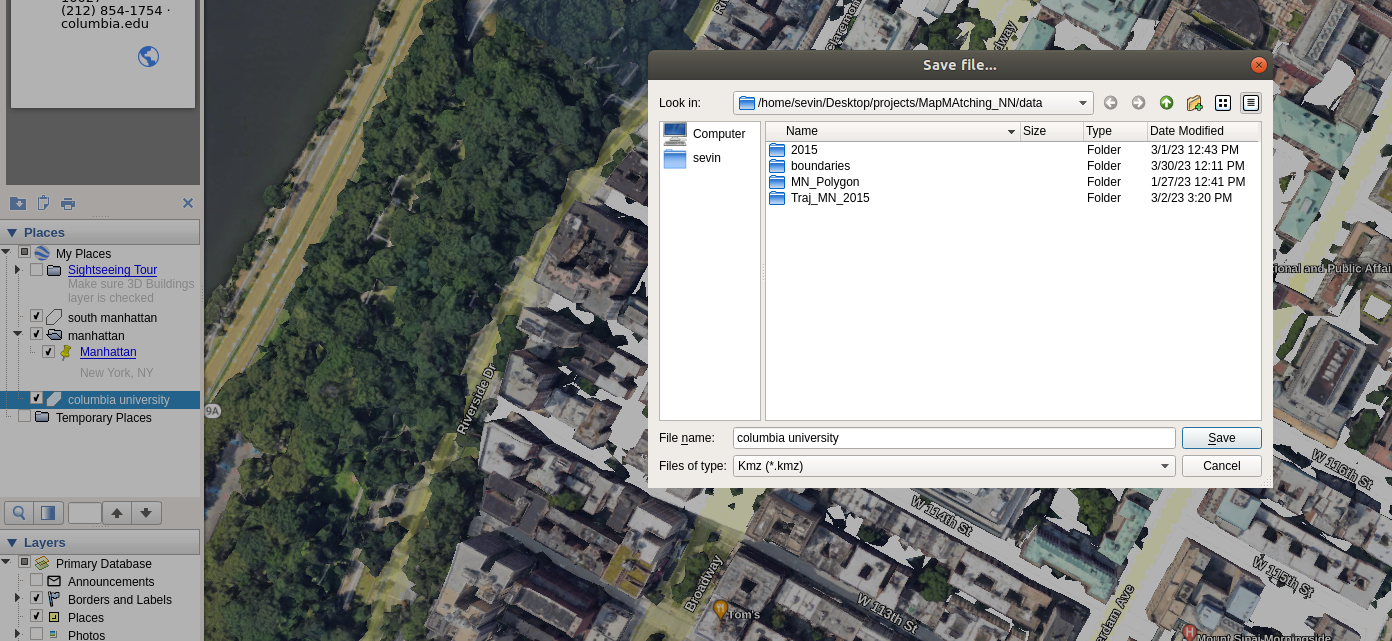 (212) 854-1754 ·
columbia.edu
Places
My Places
Sightseeing Tour
Make sure 3D Buildings
layer is checked
south manhattan
manhattan
Manhattan
New York, NY
columbia university
Temporary Places
Layers
Primary Database
Announcements
Borders and Labels
Places
Photos
Save file...
Look in:
/home/sevin/Desktop/projects/MapMAtching_NN/data
Computer
sevin
Name Size Type Date Modified
2015 Folder 3/1/23 12:43 PM
boundaries Folder 3/30/23 12:11 PM
MN_Polygon Folder 1/27/23 12:41 PM
Traj_MN_2015 Folder 3/2/23 3:20 PM
File name:
columbia university
Save
Files of type:
Kmz (*.kmz)
Cancel
Claremont
dway
ional and Public Affai
9A
Riverside Dr
W 116th St
W 114th St
W 115th St
Broadway
Tom's
W 113th St
erdam Ave
H
Mount Sinai Morningside